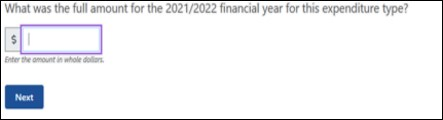 What was the full amount for the 2021/2022 financial year for this expenditure type?
$
Enter the amount in whole dollars.
Next